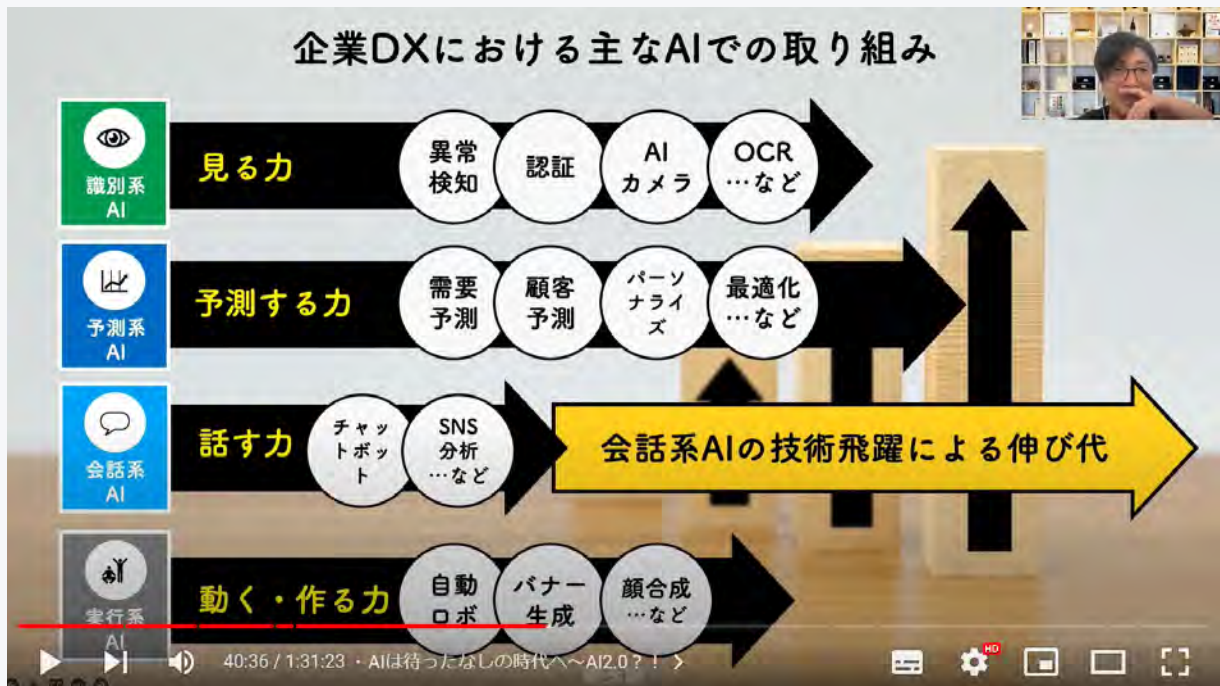 企業DXにおける主なAIでの取り組み
識別系
AI
見る力
異常
検知
認証
AI
カメラ
OCR
…など
予測系
AI
予測する力
需要
予測
顧客
予測
パーソ
ナライ
ズ
最適化
…など
会話系
AI
話す力
チャッ
トボッ
ト
SNS
分析
…など
会話系AIの技術飛躍による伸び代
実行系
AI
動く・作る力
自動
ロボ
バナー
生成
顔合成
…など
40:36 / 1:31:23 ・AIは待ったなしの時代へ～AI2.0？！
HD